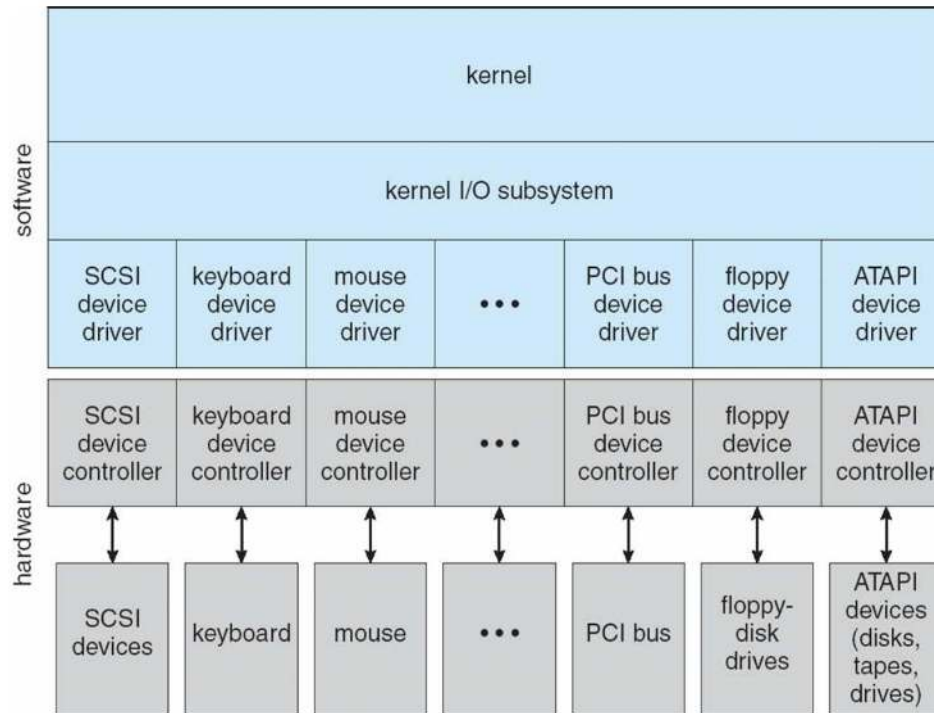 kernel
kernel I/O subsystem
software
SCSI
device
driver
keyboard
device
driver
mouse
device
driver
•••
PCI bus
device
driver
floppy
device
driver
ATAPI
device
driver
hardware
SCSI
device
controller
keyboard
device
controller
mouse
device
controller
•••
PCI bus
device
controller
floppy
device
controller
ATAPI
device
controller
SCSI
devices
keyboard
mouse
•••
PCI bus
floppy-
disk
drives
ATAPI
devices
(disks,
tapes,
drives)